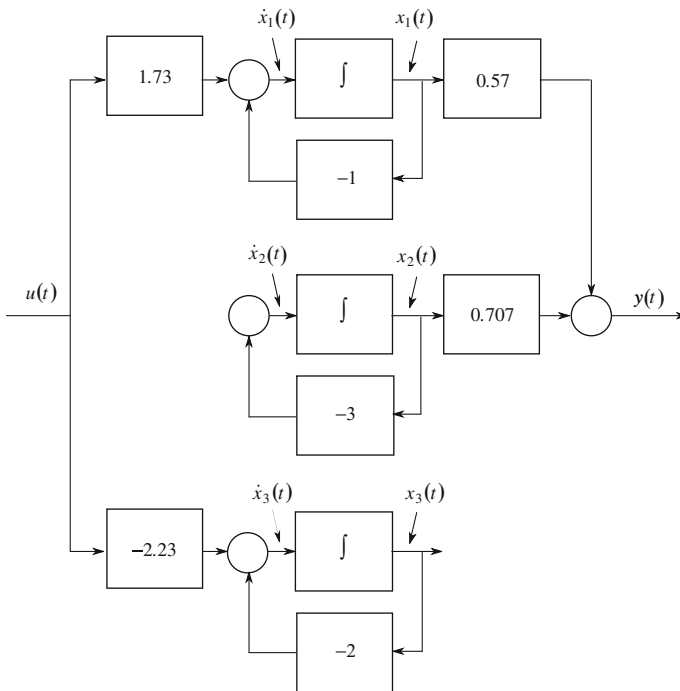 ẋ₁(t) x₁(t)
1.73 ∫ 0.57
−1
ẋ₂(t) x₂(t)
u(t) ∫ 0.707 y(t)
−3
ẋ₃(t) x₃(t)
−2.23 ∫
−2